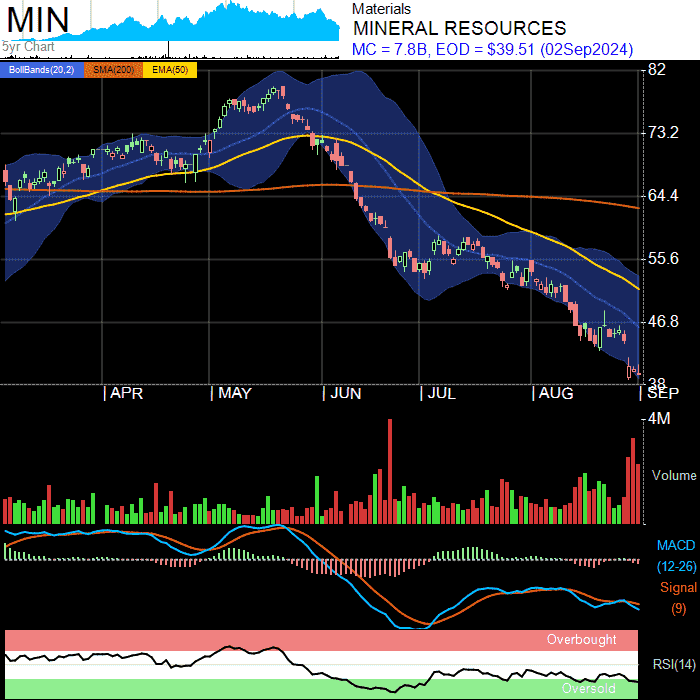 MIN
5yr Chart
Materials
MINERAL RESOURCES
MC = 7.8B, EOD = $39.51 (02Sep2024)
BollBands(20,2) SMA(200) EMA(50)
82
73.2
64.4
55.6
46.8
38
APR MAY JUN JUL AUG SEP
4M
Volume
MACD
(12-26)
Signal
(9)
Overbought
RSI(14)
Oversold